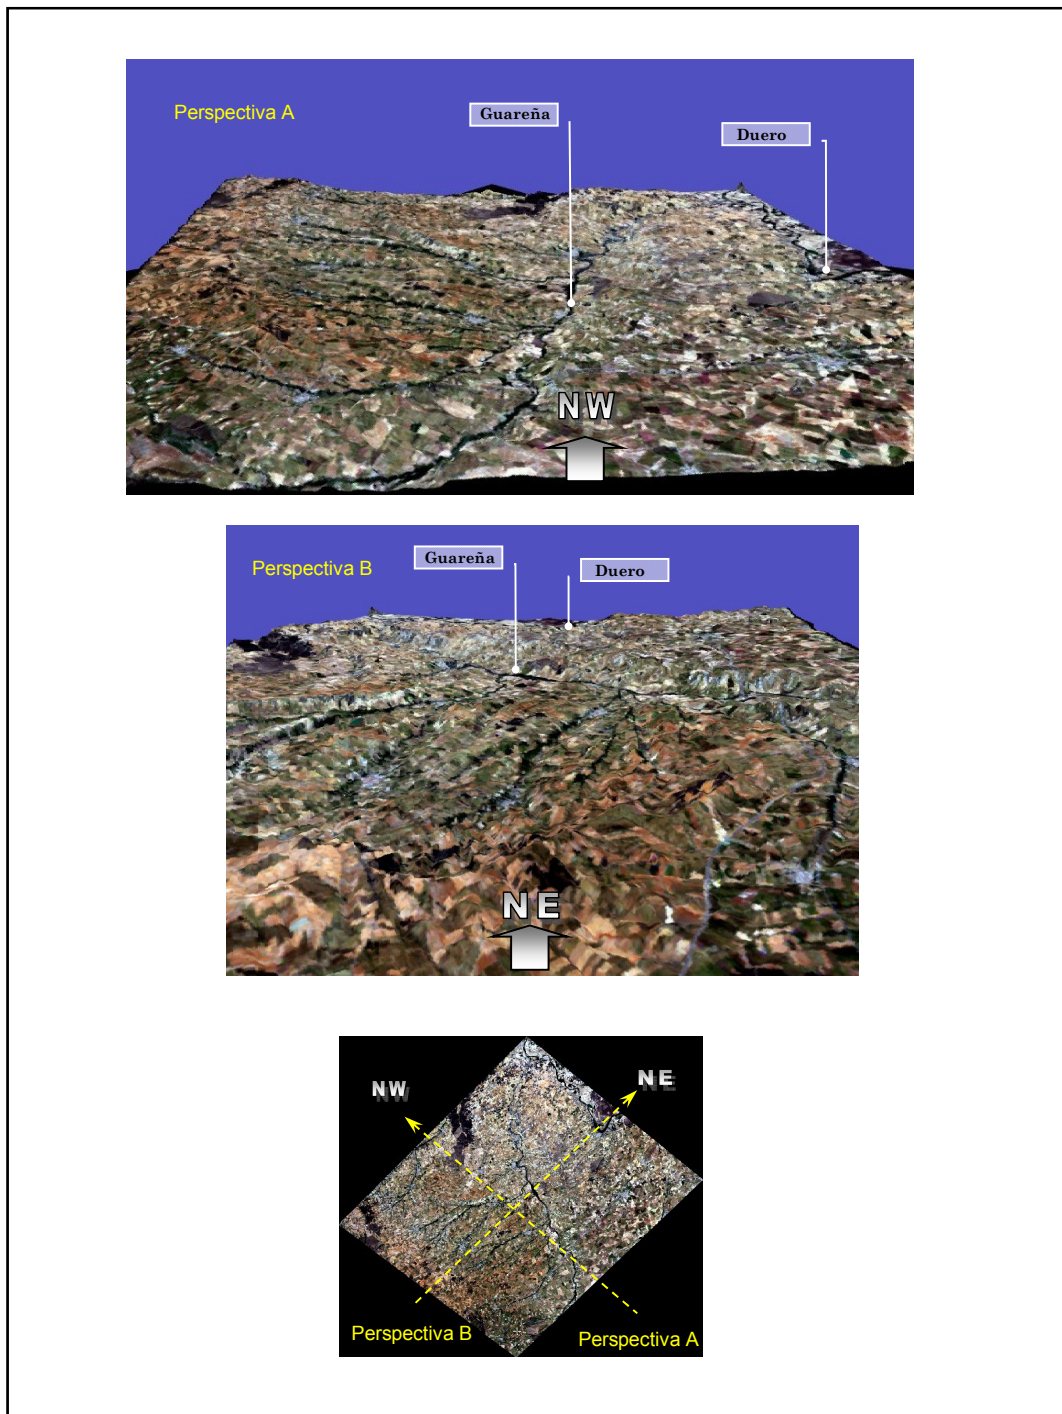 Perspectiva A
Guareña
Duero
NW
Perspectiva B
Guareña
Duero
NE
NW
NE
Perspectiva B
Perspectiva A